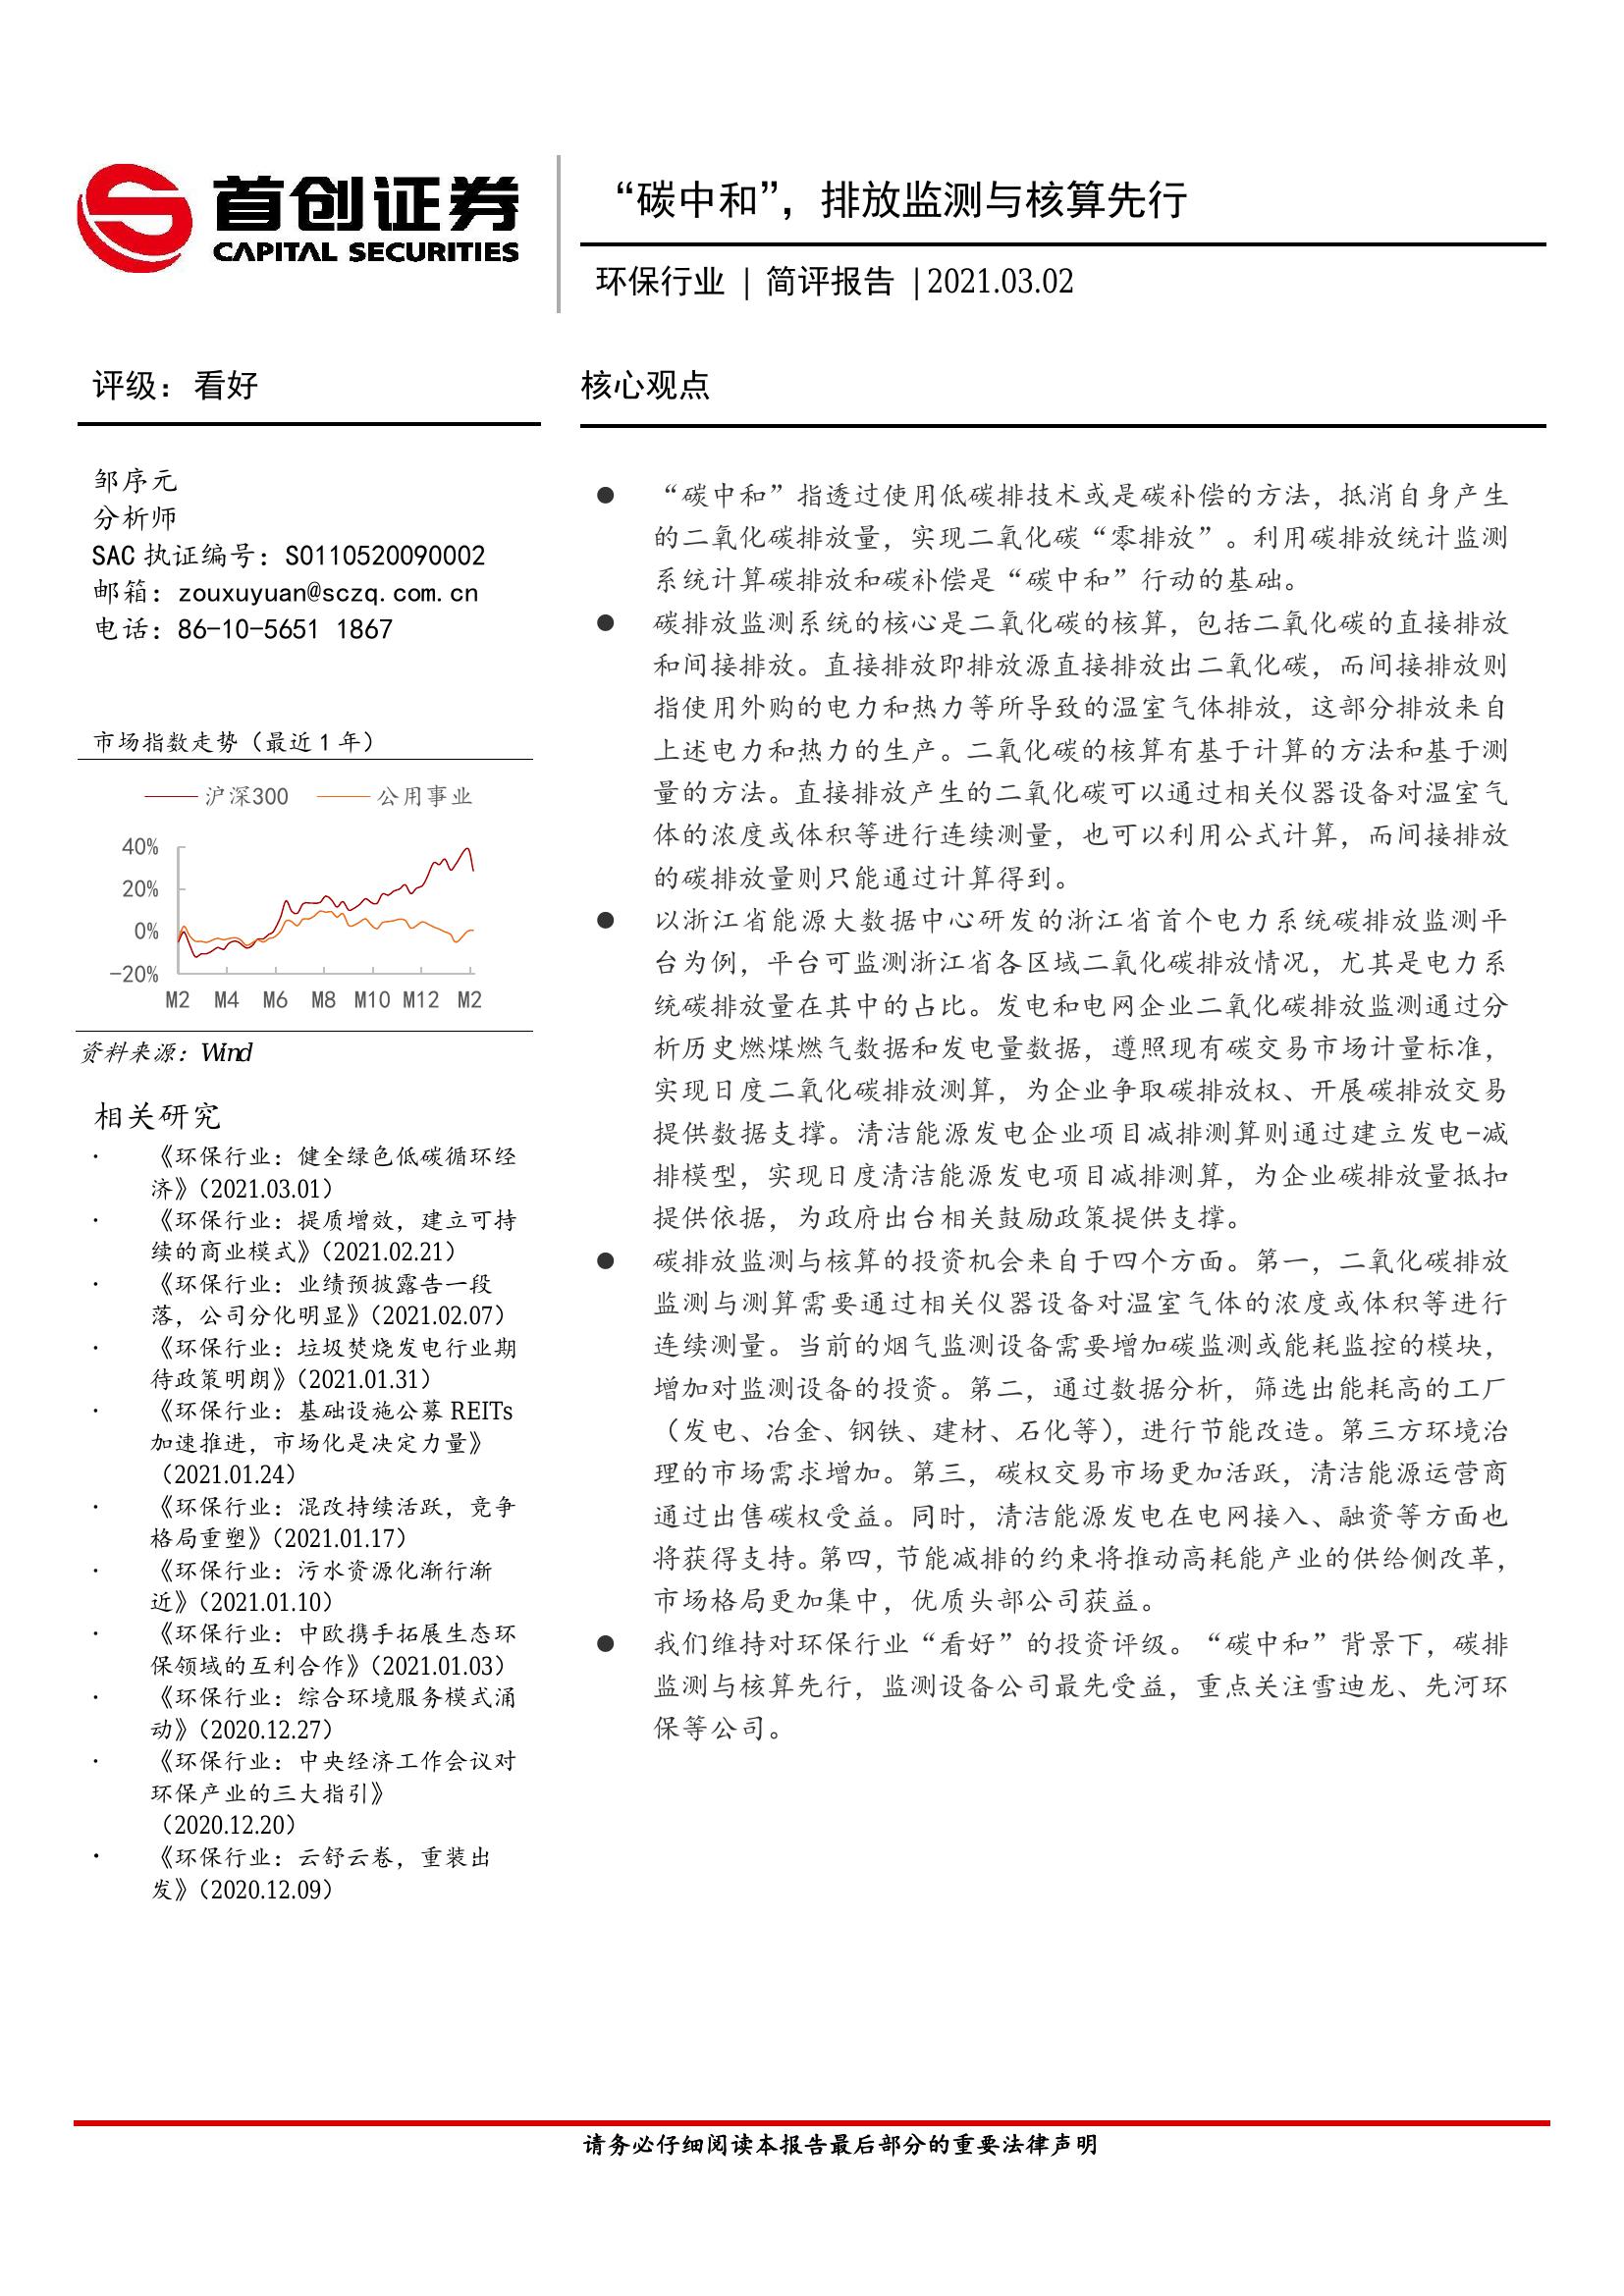 首创证券
CAPITAL SECURITIES
“碳中和”，排放监测与核算先行
环保行业 | 简评报告 |2021.03.02
评级： 看好
邹序元
分析师
SAC 执证编号：S0110520090002
邮箱：zouxuyuan@sczq.com.cn
电话：86-10-5651 1867
市场指数走势（最近 1 年）
沪深300 公用事业
40%
20%
0%
-20%
M2 M4 M6 M8 M10 M12 M2
资料来源：Wind
相关研究
· 《环保行业：健全绿色低碳循环经
济》（2021.03.01）
· 《环保行业：提质增效，建立可持
续的商业模式》（2021.02.21）
· 《环保行业：业绩预披露告一段
落，公司分化明显》（2021.02.07）
· 《环保行业：垃圾焚烧发电行业期
待政策明朗》（2021.01.31）
· 《环保行业：基础设施公募 REITs
加速推进，市场化是决定力量》
（2021.01.24）
· 《环保行业：混改持续活跃，竞争
格局重塑》（2021.01.17）
· 《环保行业：污水资源化渐行渐
近》（2021.01.10）
· 《环保行业：中欧携手拓展生态环
保领域的互利合作》（2021.01.03）
· 《环保行业：综合环境服务模式涌
动》（2020.12.27）
· 《环保行业：中央经济工作会议对
环保产业的三大指引》
（2020.12.20）
· 《环保行业：云舒云卷，重装出
发》（2020.12.09）
核心观点
● “碳中和”指透过使用低碳排技术或是碳补偿的方法，抵消自身产生
的二氧化碳排放量，实现二氧化碳“零排放”。利用碳排放统计监测
系统计算碳排放和碳补偿是“碳中和”行动的基础。
● 碳排放监测系统的核心是二氧化碳的核算，包括二氧化碳的直接排放
和间接排放。直接排放即排放源直接排放出二氧化碳，而间接排放则
指使用外购的电力和热力等所导致的温室气体排放，这部分排放来自
上述电力和热力的生产。二氧化碳的核算有基于计算的方法和基于测
量的方法。直接排放产生的二氧化碳可以通过相关仪器设备对温室气
体的浓度或体积等进行连续测量，也可以利用公式计算，而间接排放
的碳排放量则只能通过计算得到。
● 以浙江省能源大数据中心研发的浙江省首个电力系统碳排放监测平
台为例，平台可监测浙江省各区域二氧化碳排放情况，尤其是电力系
统碳排放量在其中的占比。发电和电网企业二氧化碳排放监测通过分
析历史燃煤燃气数据和发电量数据，遵照现有碳交易市场计量标准，
实现日度二氧化碳排放测算，为企业争取碳排放权、开展碳排放交易
提供数据支撑。清洁能源发电企业项目减排测算则通过建立发电-减
排模型，实现日度清洁能源发电项目减排测算，为企业碳排放量抵扣
提供依据，为政府出台相关鼓励政策提供支撑。
● 碳排放监测与核算的投资机会来自于四个方面。第一，二氧化碳排放
监测与测算需要通过相关仪器设备对温室气体的浓度或体积等进行
连续测量。当前的烟气监测设备需要增加碳监测或能耗监控的模块，
增加对监测设备的投资。第二，通过数据分析，筛选出能耗高的工厂
（发电、冶金、钢铁、建材、石化等），进行节能改造。第三方环境治
理的市场需求增加。第三，碳权交易市场更加活跃，清洁能源运营商
通过出售碳权受益。同时，清洁能源发电在电网接入、融资等方面也
将获得支持。第四，节能减排的约束将推动高耗能产业的供给侧改革，
市场格局更加集中，优质头部公司获益。
● 我们维持对环保行业“看好”的投资评级。“碳中和”背景下，碳排
监测与核算先行，监测设备公司最先受益，重点关注雪迪龙、先河环
保等公司。
请务必仔细阅读本报告最后部分的重要法律声明